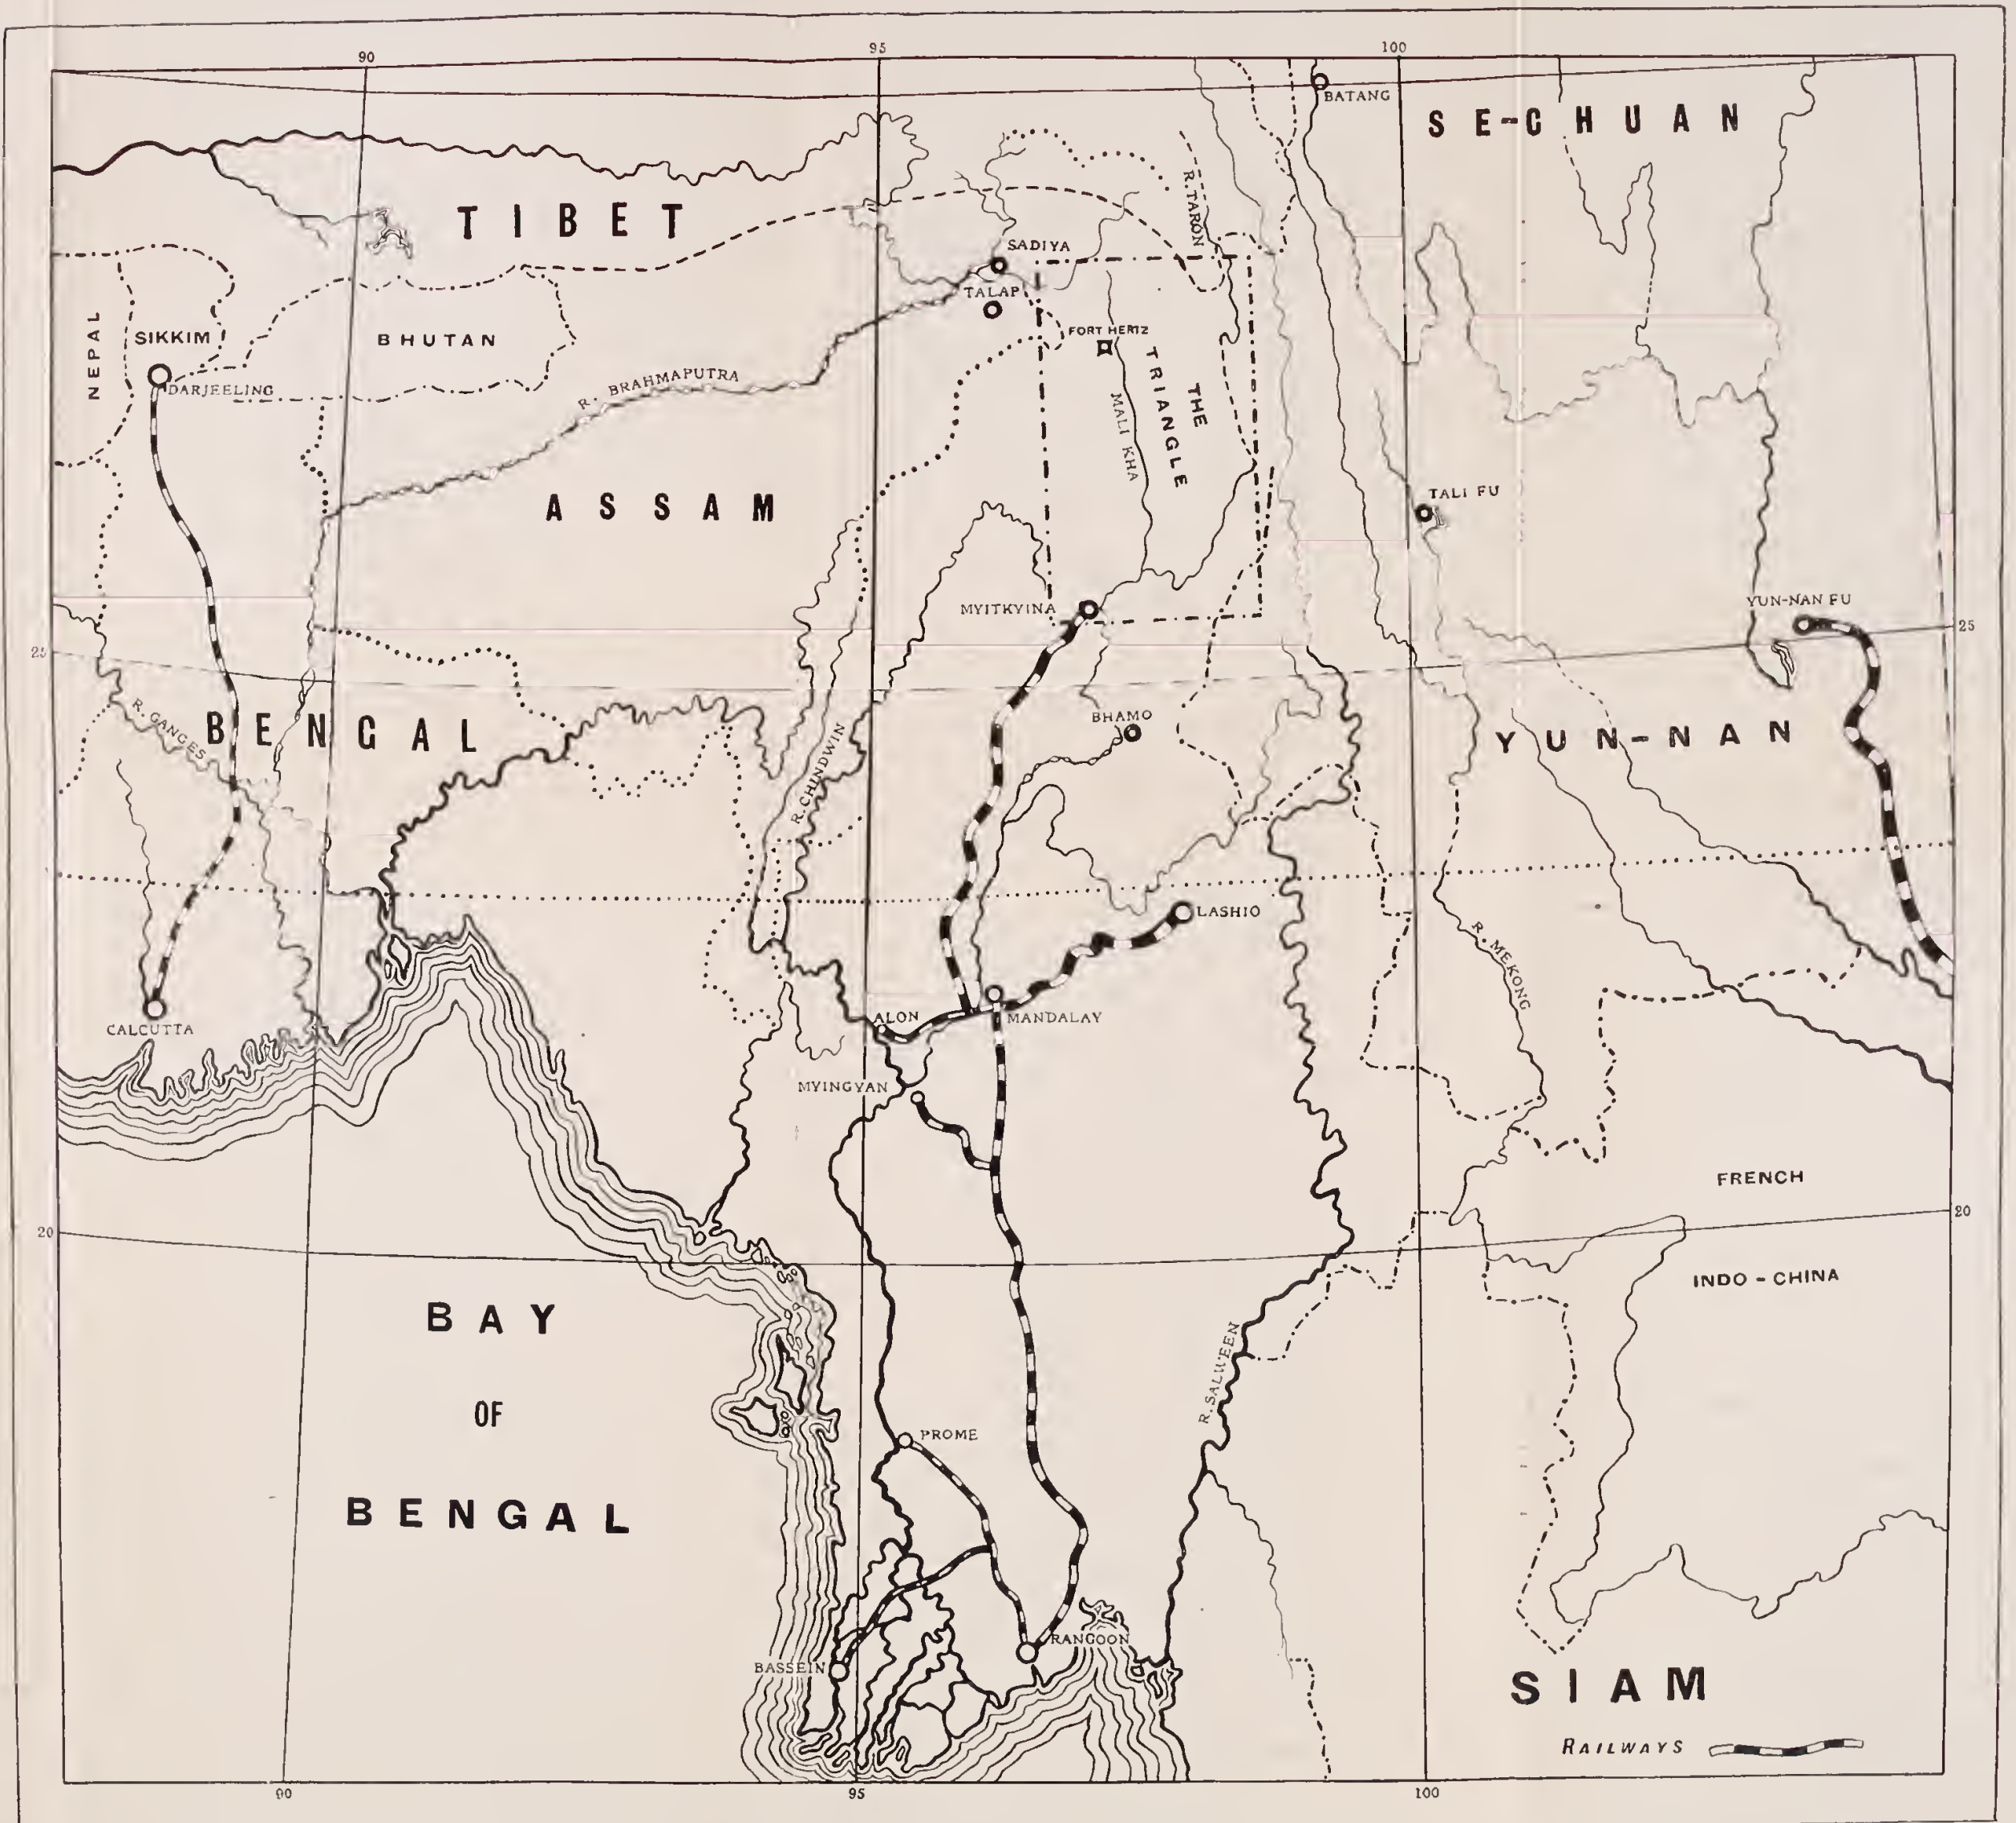 90
95
100
BATANG
SE-CHUAN
TIBET
R. TARON
SADIYA
TALAP
NEPAL
SIKKIM
BHUTAN
DARJEELING
FORT HERTZ
THE
TRIANGLE
MALI KHA
R. BRAHMAPUTRA
ASSAM
TALI FU
MYITKYINA
YUN-NAN FU
25
25
R. GANGES
BENGAL
BHAMO
YUN-NAN
R. CHINDWIN
LASHIO
R. MEKONG
CALCUTTA
ALON
MANDALAY
MYINGYAN
FRENCH
20
20
INDO-CHINA
BAY
OF
BENGAL
R. SALWEEN
PROME
RANGOON
BASSEIN
SIAM
RAILWAYS
90
95
100